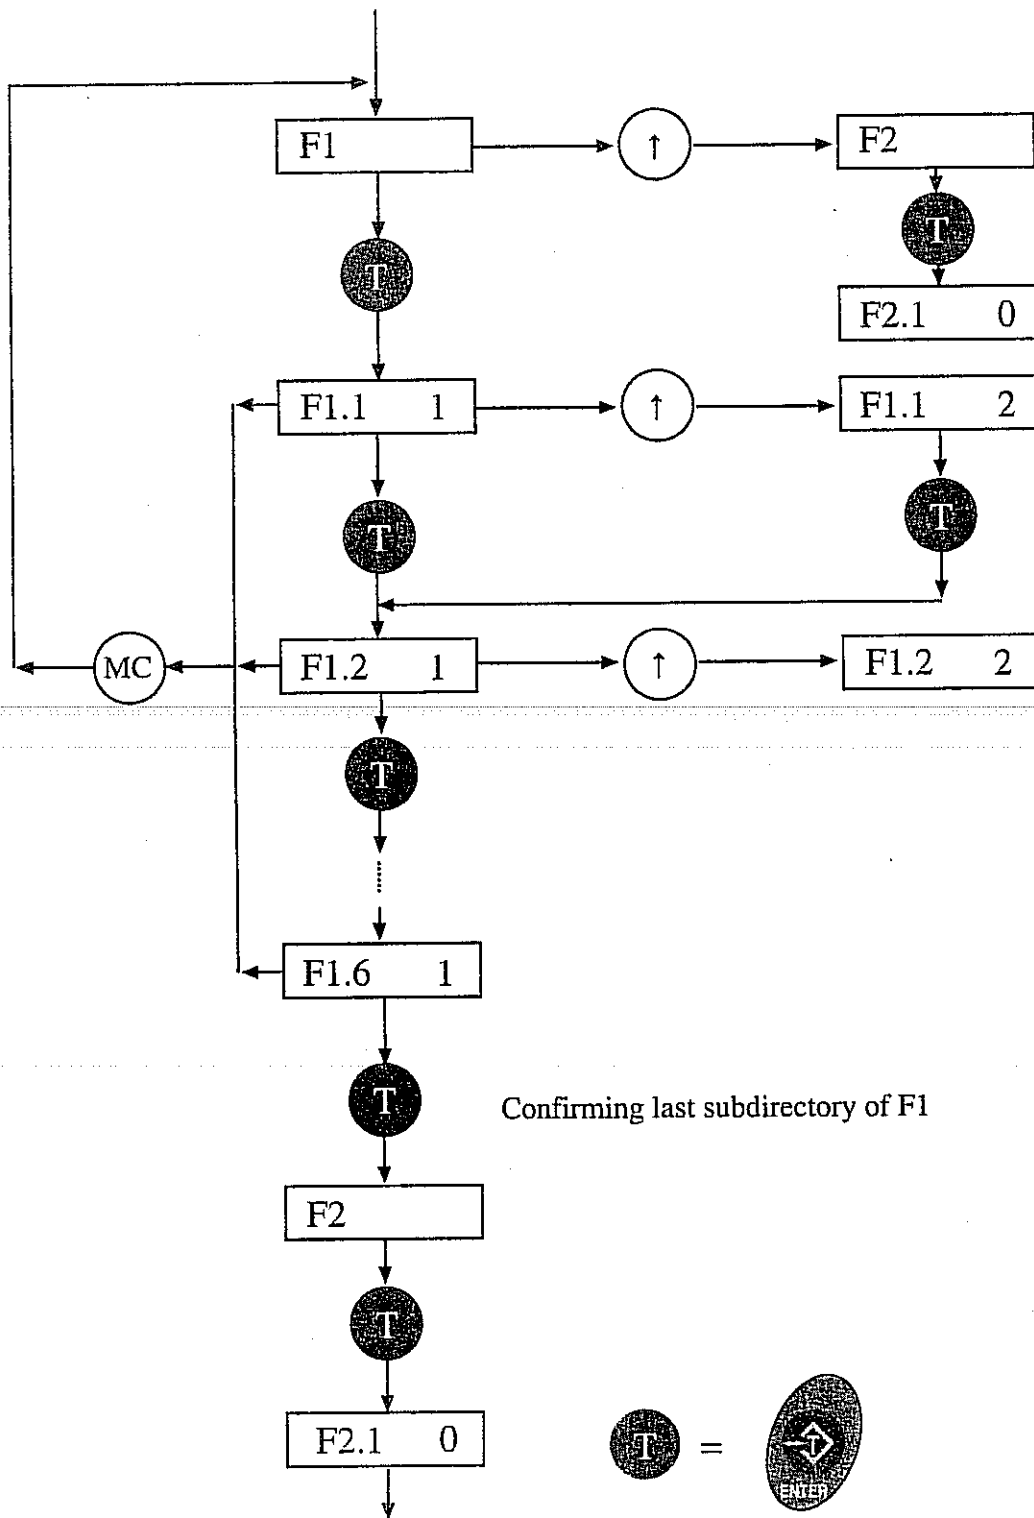 F1 ↑ F2
T
T
F2.1 0
F1.1 1 ↑ F1.1 2
T T
MC F1.2 1 ↑ F1.2 2
T
F1.6 1
T Confirming last subdirectory of F1
F2
T
F2.1 0
T = T
ENTER